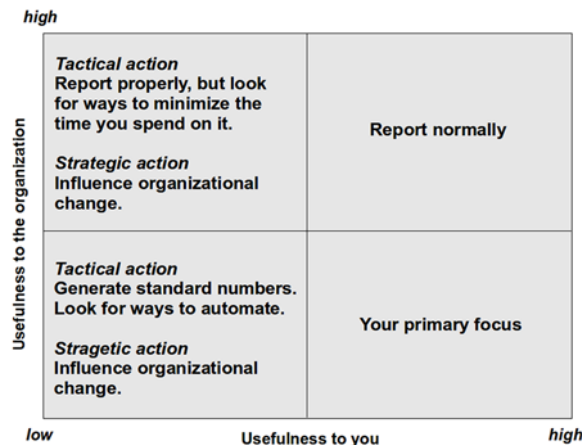 high
Tactical action
Report properly, but look
for ways to minimize the
time you spend on it.
Strategic action
Influence organizational
change.
Report normally
Tactical action
Generate standard numbers.
Look for ways to automate.
Stragetic action
Influence organizational
change.
Your primary focus
Usefulness to the organization
low
Usefulness to you
high